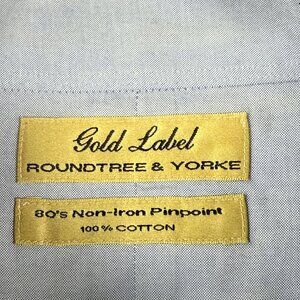 Gold Label
ROUNDTREE & YORKE
80's Non-Iron Pinpoint
100% COTTON